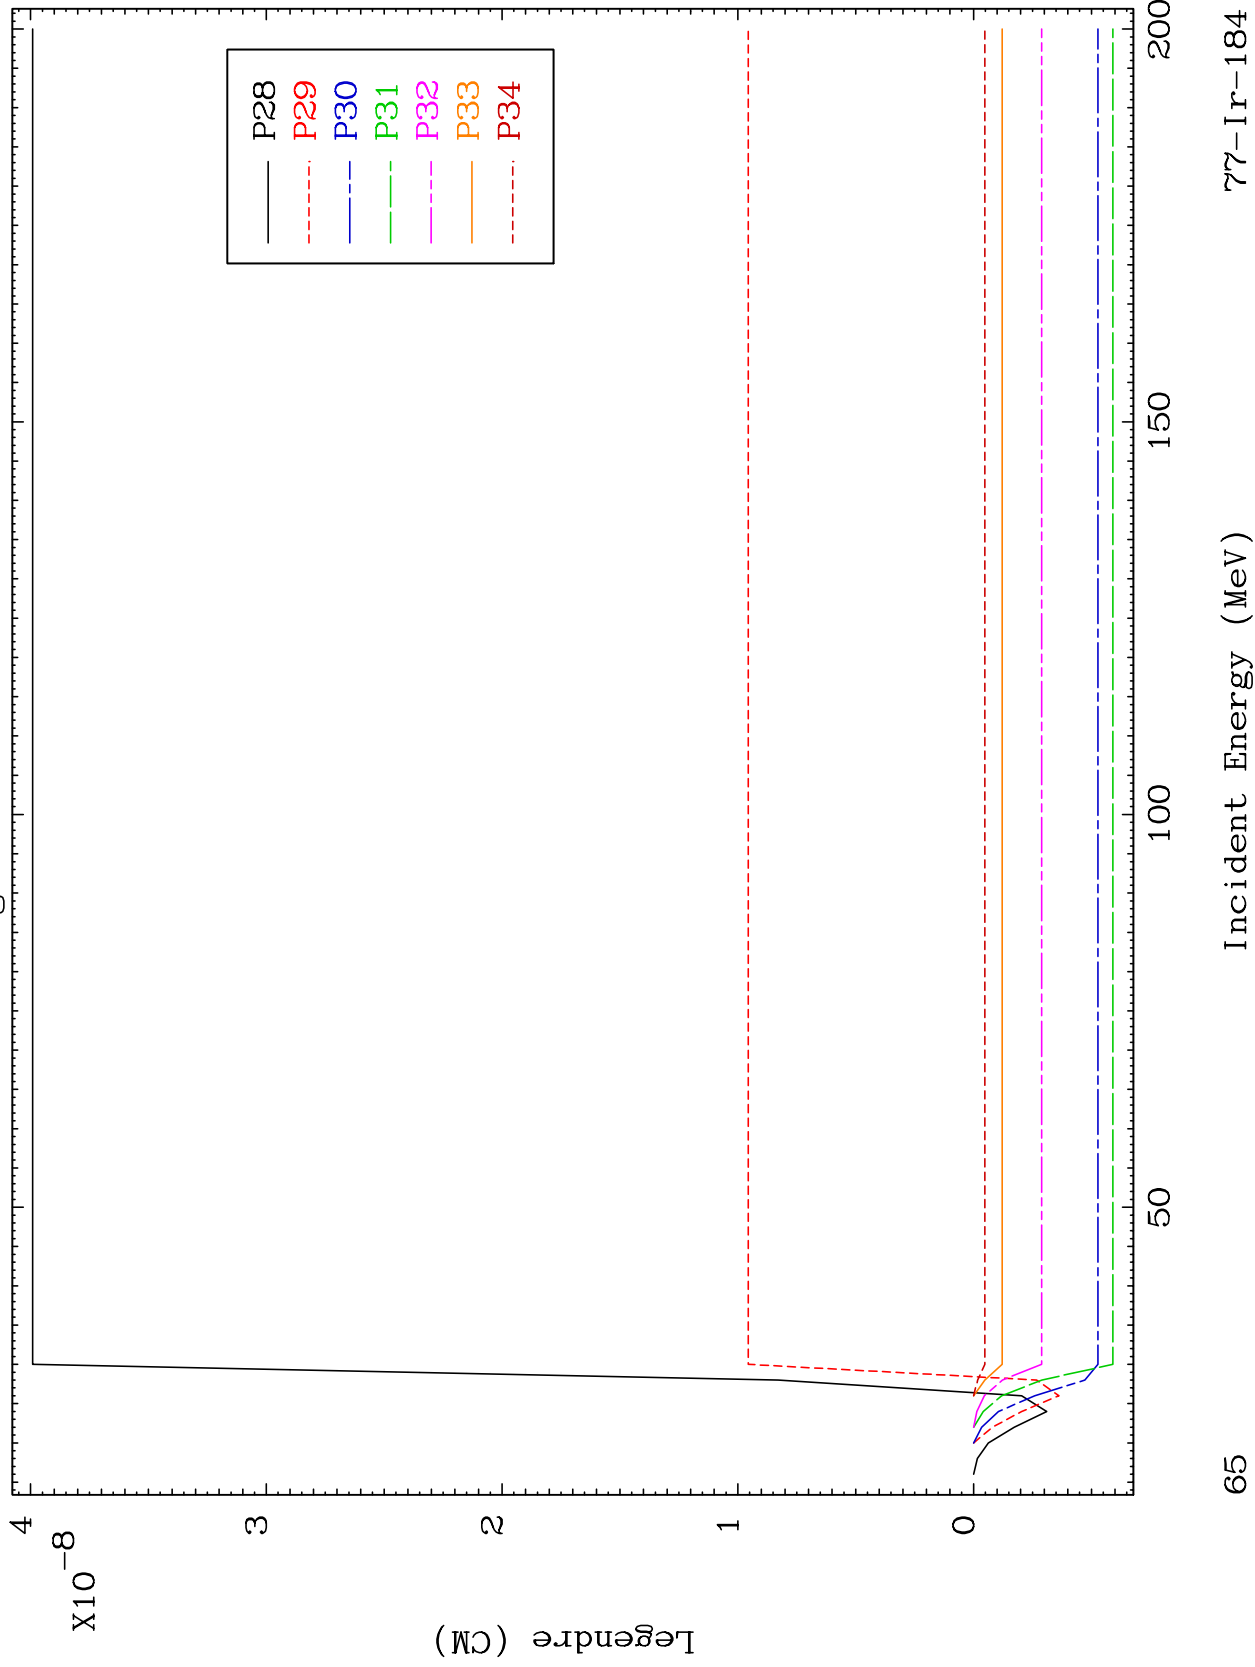 X10-8
4
3
2
1
0
Legendre (CM)
P28
P29
P30
P31
P32
P33
P34
50
100
150
200
65
Incident Energy (MeV)
77-Ir-184